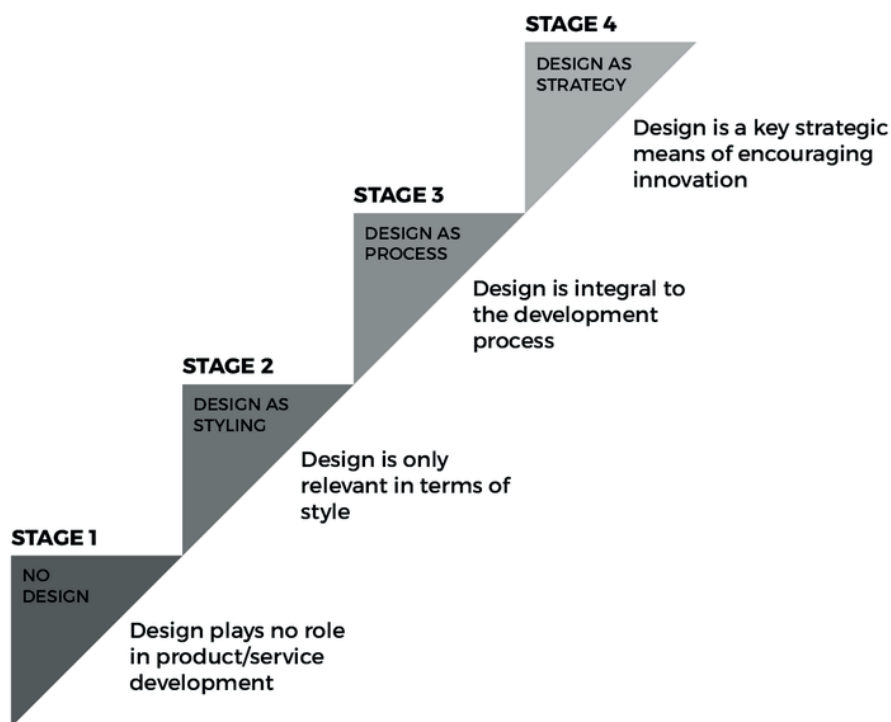 STAGE 4
DESIGN AS
STRATEGY
Design is a key strategic
means of encouraging
innovation
STAGE 3
DESIGN AS
PROCESS
Design is integral to
the development
process
STAGE 2
DESIGN AS
STYLING
Design is only
relevant in terms of
style
STAGE 1
NO
DESIGN
Design plays no role
in product/service
development